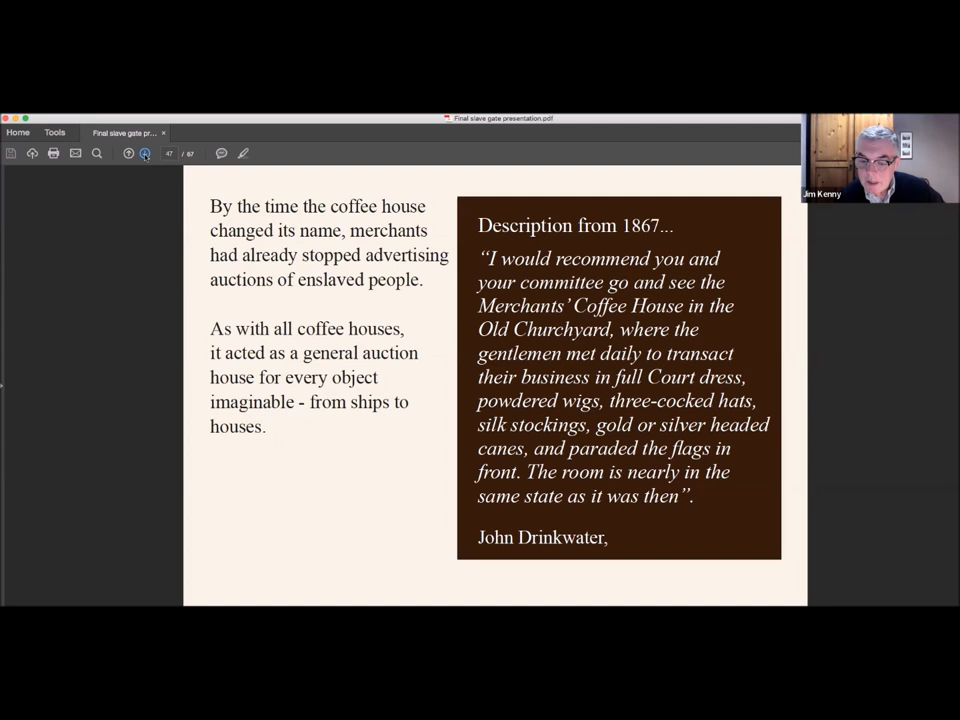 Final slave gate presentation.pdf
Home Tools Final slave gate pr... ×
47 / 67
Jim Kenny
By the time the coffee house
changed its name, merchants
had already stopped advertising
auctions of enslaved people.
As with all coffee houses,
it acted as a general auction
house for every object
imaginable - from ships to
houses.
Description from 1867...
“I would recommend you and
your committee go and see the
Merchants’ Coffee House in the
Old Churchyard, where the
gentlemen met daily to transact
their business in full Court dress,
powdered wigs, three-cocked hats,
silk stockings, gold or silver headed
canes, and paraded the flags in
front. The room is nearly in the
same state as it was then”.
John Drinkwater,